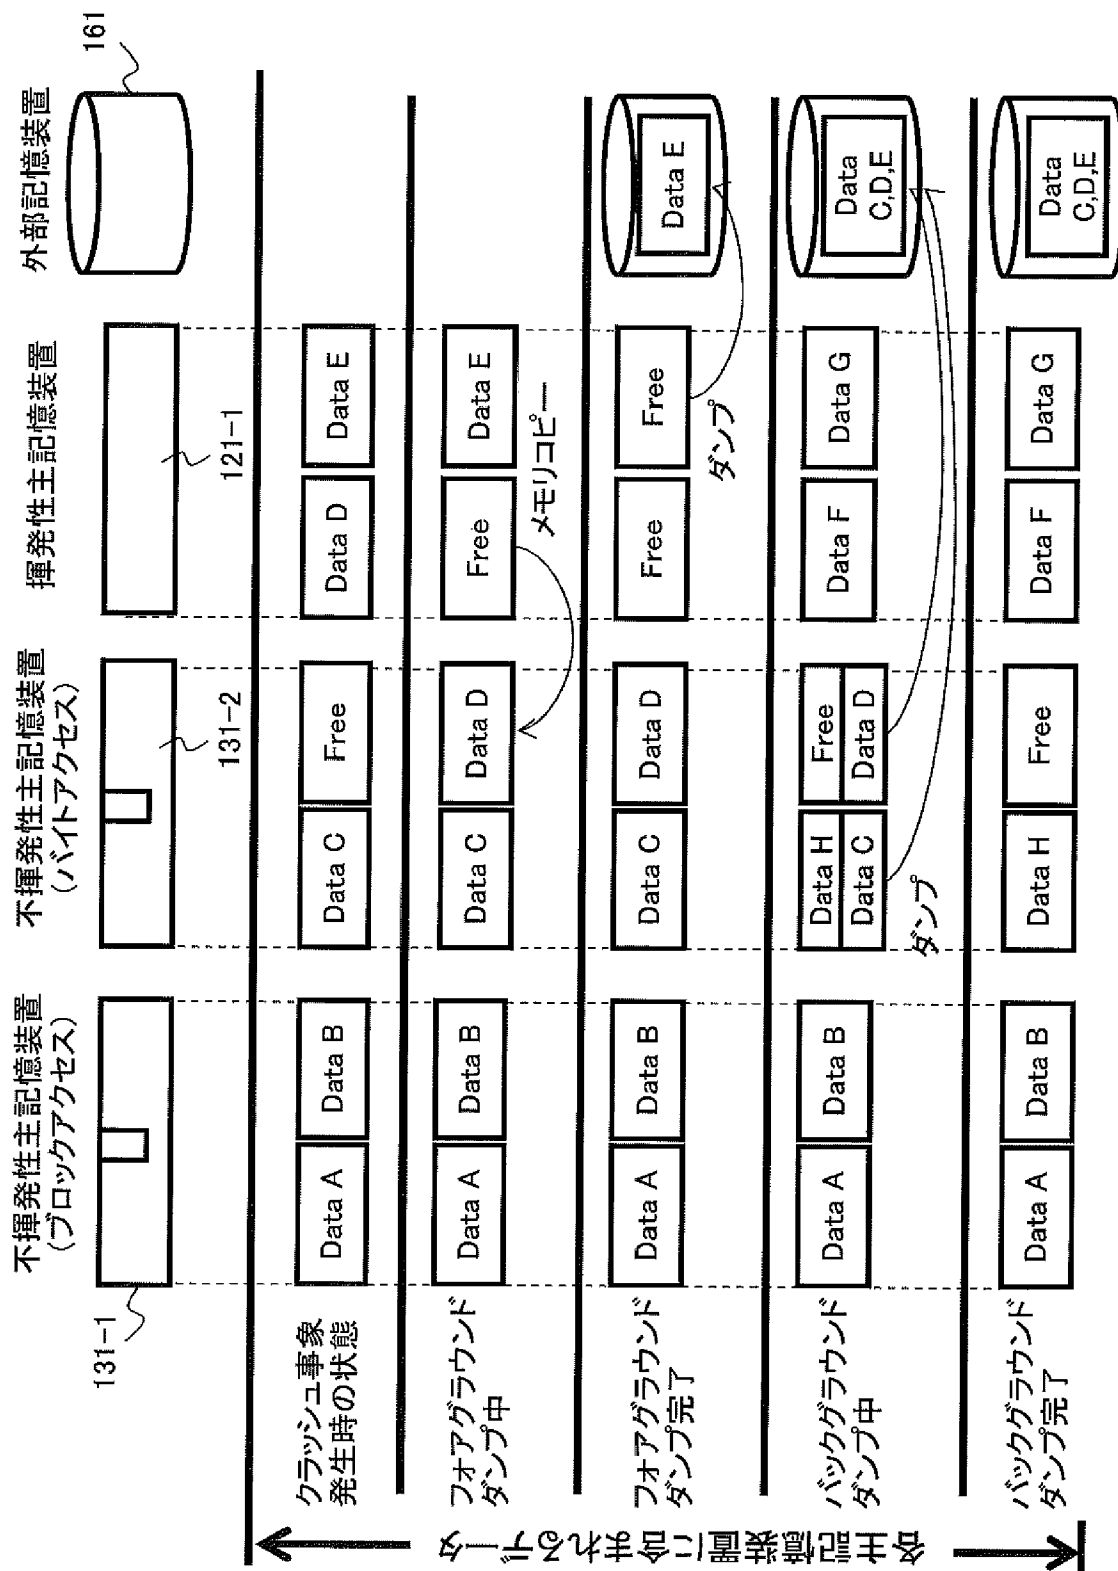 不揮発性主記憶装置
(ブロックアクセス)
不揮発性主記憶装置
(バイトアクセス)
揮発性主記憶装置
外部記憶装置
131-1
131-2
121-1
161
各主記憶装置に含まれるデータ
クラッシュ事象
発生時の状態
Data A
Data B
Data C
Free
Data D
Data E
フォアグラウンド
ダンプ中
Data A
Data B
Data C
Data D
Free
Data E
メモリコピー
フォアグラウンド
ダンプ完了
Data A
Data B
Data C
Data D
Free
Free
Data E
ダンプ
バックグラウンド
ダンプ中
Data A
Data B
Data H
Data C
Free
Data D
Data F
Data G
Data
C,D,E
ダンプ
バックグラウンド
ダンプ完了
Data A
Data B
Data H
Free
Data F
Data G
Data
C,D,E